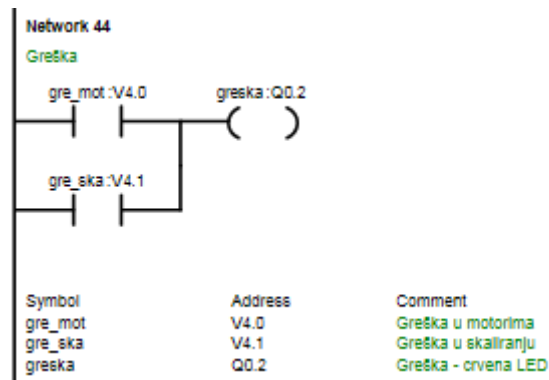 Network 44
Greška
gre_mot:V4.0 greska:Q0.2
gre_ska:V4.1
Symbol Address Comment
gre_mot V4.0 Greška u motorima
gre_ska V4.1 Greška u skaliranju
greska Q0.2 Greška - crvena LED